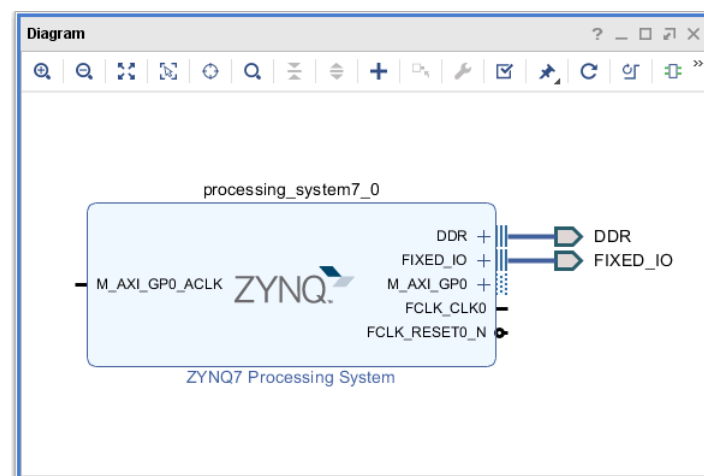 Diagram
processing_system7_0
DDR
DDR
FIXED_IO
FIXED_IO
M_AXI_GP0_ACLK
ZYNQ
M_AXI_GP0
FCLK_CLK0
FCLK_RESET0_N
ZYNQ7 Processing System